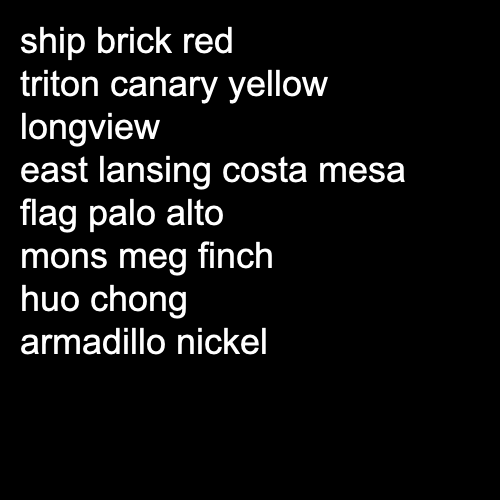 ship brick red
triton canary yellow
longview
east lansing costa mesa
flag palo alto
mons meg finch
huo chong
armadillo nickel